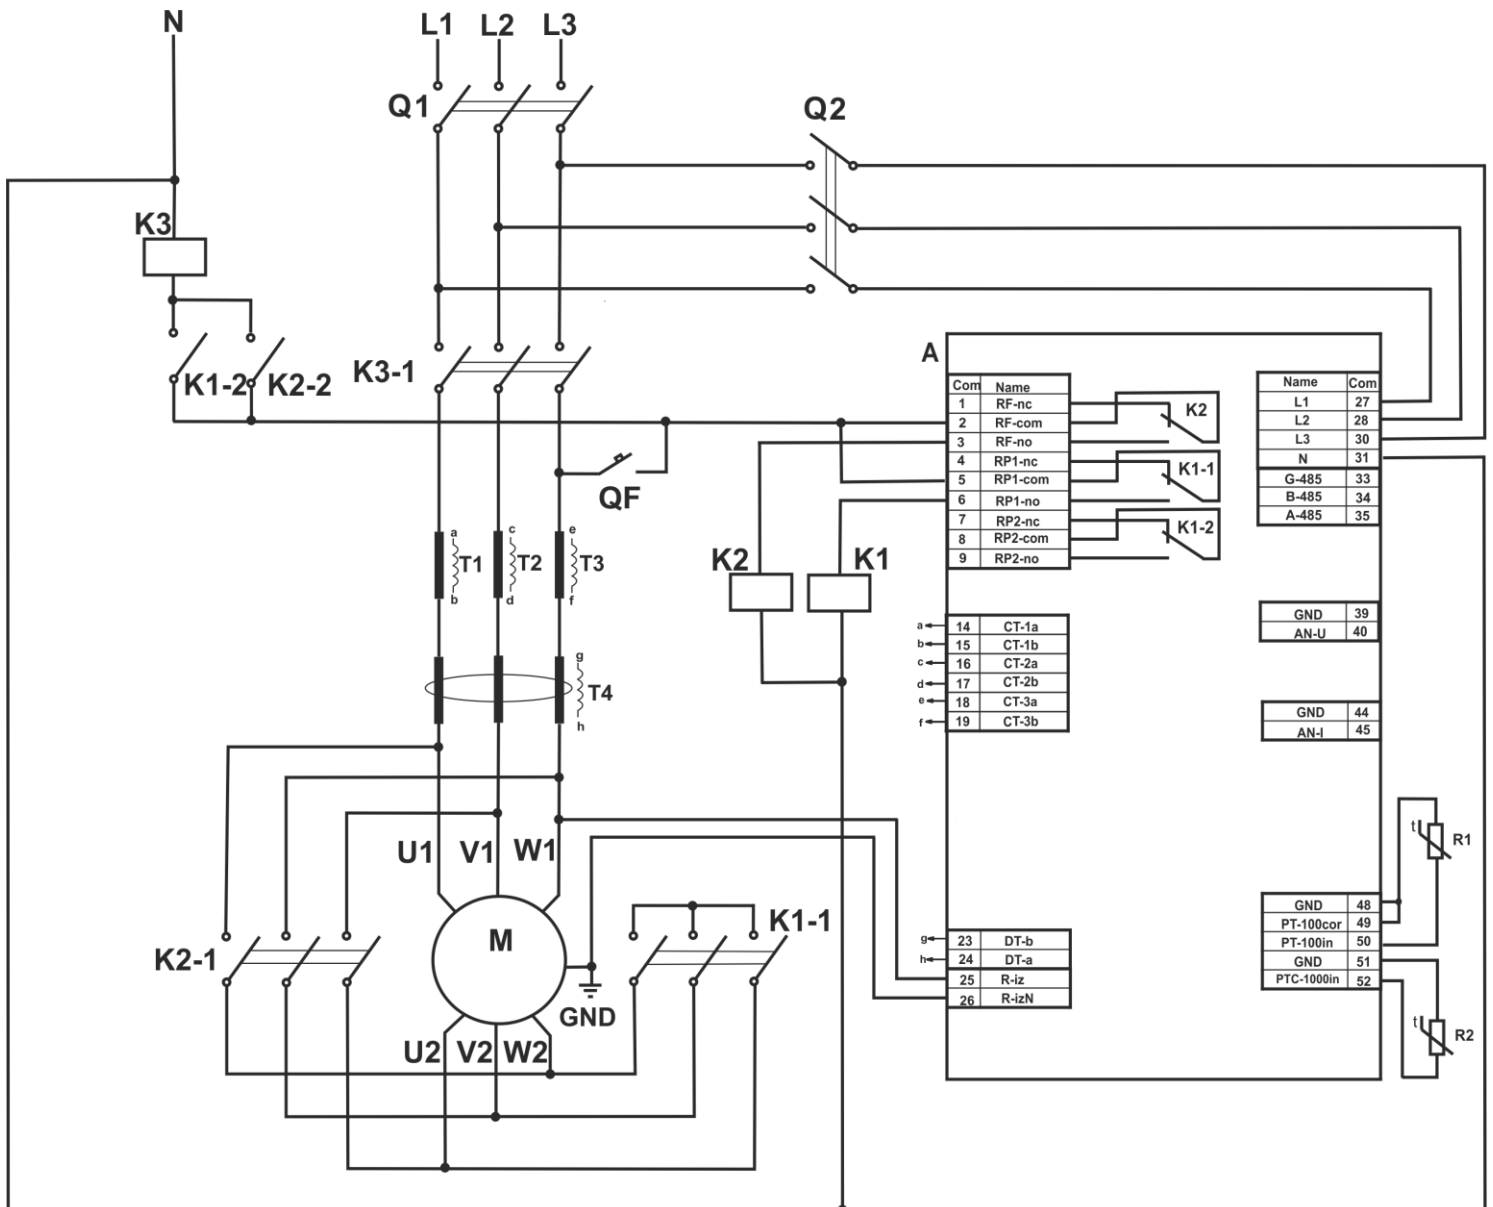 N
L1 L2 L3
Q1
Q2
K3
K1-2 K2-2
K3-1
QF
A
Com Name
1 RF-nc
2 RF-com
3 RF-no
4 RP1-nc
5 RP1-com
6 RP1-no
7 RP2-nc
8 RP2-com
9 RP2-no
K2
K1-1
K1-2
Name Com
L1 27
L2 28
L3 30
N 31
G-485 33
B-485 34
A-485 35
a c e
T1 T2 T3
b d f
K2 K1
g
T4
h
a 14 CT-1a
b 15 CT-1b
c 16 CT-2a
d 17 CT-2b
e 18 CT-3a
f 19 CT-3b
GND 39
AN-U 40
GND 44
AN-I 45
U1 V1 W1
M
K2-1
K1-1
GND
U2 V2 W2
g 23 DT-b
h 24 DT-a
25 R-iz
26 R-izN
GND 48
PT-100cor 49
PT-100in 50
GND 51
PTC-1000in 52
t R1
t R2